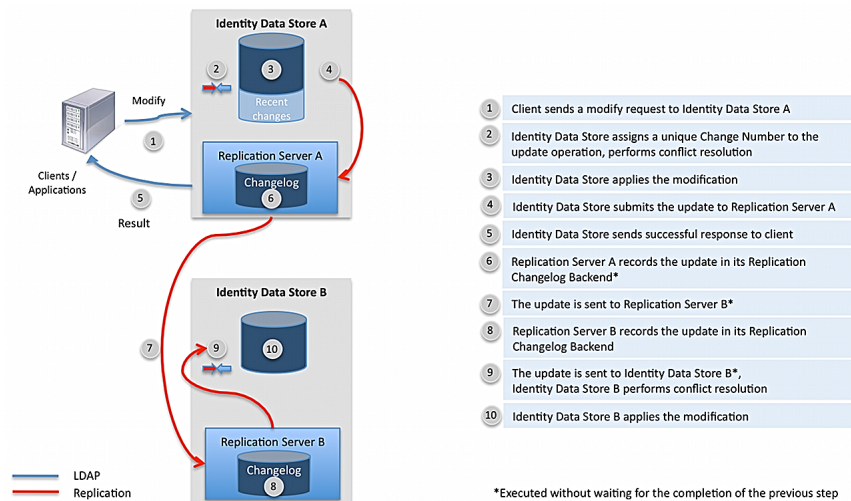 Identity Data Store A
2
3
4
Recent
changes
Modify
1
Clients /
Applications
Replication Server A
Changelog
6
5
Result
Identity Data Store B
7
9
10
Replication Server B
Changelog
8
LDAP
Replication
1 Client sends a modify request to Identity Data Store A
2 Identity Data Store assigns a unique Change Number to the
update operation, performs conflict resolution
3 Identity Data Store applies the modification
4 Identity Data Store submits the update to Replication Server A
5 Identity Data Store sends successful response to client
6 Replication Server A records the update in its Replication
Changelog Backend*
7 The update is sent to Replication Server B*
8 Replication Server B records the update in its Replication
Changelog Backend
9 The update is sent to Identity Data Store B*,
Identity Data Store B performs conflict resolution
10 Identity Data Store B applies the modification
*Executed without waiting for the completion of the previous step